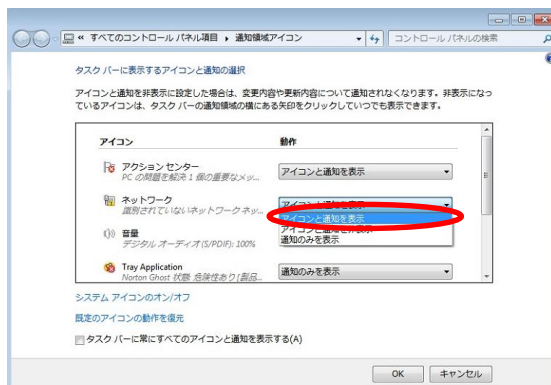 « すべてのコントロール パネル項目 ▸ 通知領域アイコン
コントロール パネルの検索
タスク バーに表示するアイコンと通知の選択
アイコンと通知を非表示に設定した場合は、変更内容や更新内容について通知されなくなります。非表示になっ
ているアイコンは、タスク バーの通知領域の横にある矢印をクリックしていつでも表示できます。
アイコン 動作
アクション センター
PC の問題を解決 1 個の重要なメッ...
アイコンと通知を表示
ネットワーク
識別されていないネットワーク ネッ...
アイコンと通知を表示
アイコンと通知を表示
アイコンと通知を非表示
通知のみを表示
音量
デジタル オーディオ (S/PDIF): 100%
Tray Application
Norton Ghost 状態 危険性あり [製品...
通知のみを表示
システム アイコンのオン/オフ
既定のアイコンの動作を復元
タスク バーに常にすべてのアイコンと通知を表示する(A)
OK キャンセル